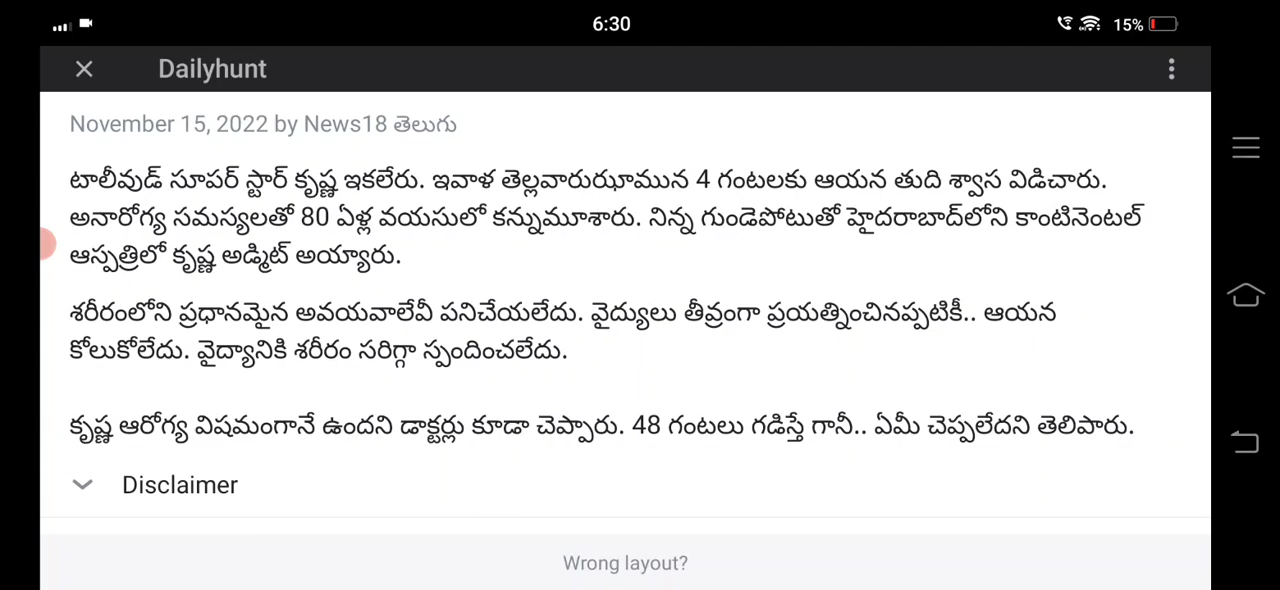 6:30
15%
Dailyhunt
November 15, 2022 by News18 తెలుగు
టాలీవుడ్ సూపర్ స్టార్ కృష్ణ ఇకలేరు. ఇవాళ తెల్లవారుఝామున 4 గంటలకు ఆయన తుది శ్వాస విడిచారు.
అనారోగ్య సమస్యలతో 80 ఏళ్ల వయసులో కన్నుమూశారు. నిన్న గుండెపోటుతో హైదరాబాద్‌లోని కాంటినెంటల్
ఆస్పత్రిలో కృష్ణ అడ్మిట్ అయ్యారు.
శరీరంలోని ప్రధానమైన అవయవాలేవీ పనిచేయలేదు. వైద్యులు తీవ్రంగా ప్రయత్నించినప్పటికీ.. ఆయన
కోలుకోలేదు. వైద్యానికి శరీరం సరిగ్గా స్పందించలేదు.
కృష్ణ ఆరోగ్య విషమంగానే ఉందని డాక్టర్లు కూడా చెప్పారు. 48 గంటలు గడిస్తే గానీ.. ఏమీ చెప్పలేదని తెలిపారు.
Disclaimer
Wrong layout?